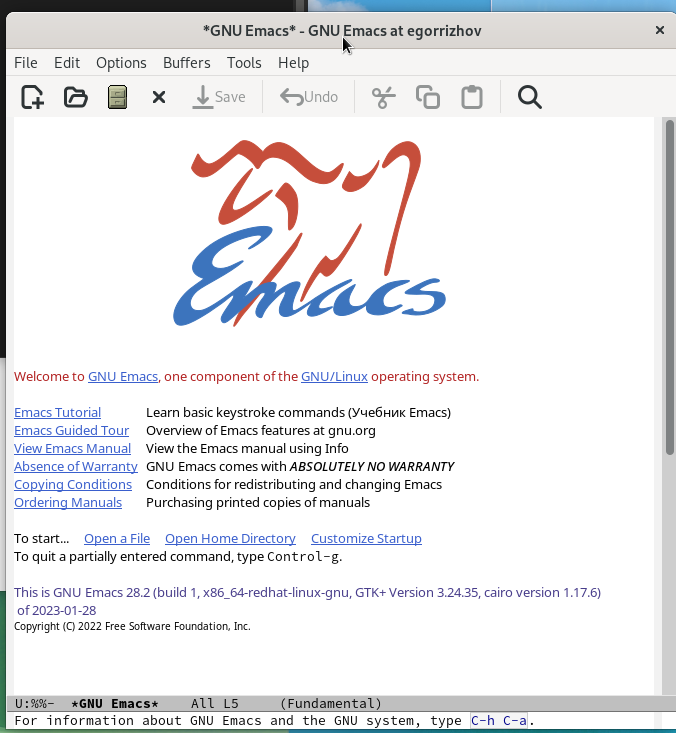 *GNU Emacs* - GNU Emacs at egorrizhov
File Edit Options Buffers Tools Help
Save Undo
Emacs
Welcome to GNU Emacs, one component of the GNU/Linux operating system.
Emacs Tutorial Learn basic keystroke commands (Учебник Emacs)
Emacs Guided Tour Overview of Emacs features at gnu.org
View Emacs Manual View the Emacs manual using Info
Absence of Warranty GNU Emacs comes with ABSOLUTELY NO WARRANTY
Copying Conditions Conditions for redistributing and changing Emacs
Ordering Manuals Purchasing printed copies of manuals
To start... Open a File Open Home Directory Customize Startup
To quit a partially entered command, type Control-g.
This is GNU Emacs 28.2 (build 1, x86_64-redhat-linux-gnu, GTK+ Version 3.24.35, cairo version 1.17.6)
of 2023-01-28
Copyright (C) 2022 Free Software Foundation, Inc.
U:%%- *GNU Emacs* All L5 (Fundamental)
For information about GNU Emacs and the GNU system, type C-h C-a.